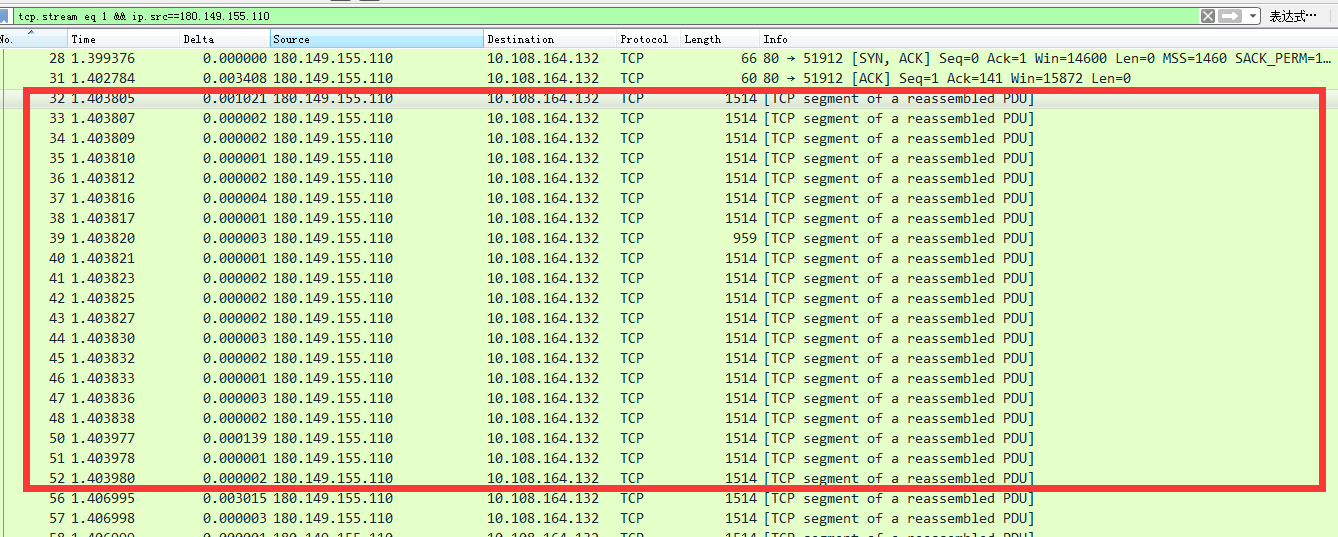 tcp.stream eq 1 && ip.src==180.149.155.110 表达式…
No. Time Delta Source Destination Protocol Length Info
28 1.399376 0.000000 180.149.155.110 10.108.164.132 TCP 66 80 → 51912 [SYN, ACK] Seq=0 Ack=1 Win=14600 Len=0 MSS=1460 SACK_PERM=1…
31 1.402784 0.003408 180.149.155.110 10.108.164.132 TCP 60 80 → 51912 [ACK] Seq=1 Ack=141 Win=15872 Len=0
32 1.403805 0.001021 180.149.155.110 10.108.164.132 TCP 1514 [TCP segment of a reassembled PDU]
33 1.403807 0.000002 180.149.155.110 10.108.164.132 TCP 1514 [TCP segment of a reassembled PDU]
34 1.403809 0.000002 180.149.155.110 10.108.164.132 TCP 1514 [TCP segment of a reassembled PDU]
35 1.403810 0.000001 180.149.155.110 10.108.164.132 TCP 1514 [TCP segment of a reassembled PDU]
36 1.403812 0.000002 180.149.155.110 10.108.164.132 TCP 1514 [TCP segment of a reassembled PDU]
37 1.403816 0.000004 180.149.155.110 10.108.164.132 TCP 1514 [TCP segment of a reassembled PDU]
38 1.403817 0.000001 180.149.155.110 10.108.164.132 TCP 1514 [TCP segment of a reassembled PDU]
39 1.403820 0.000003 180.149.155.110 10.108.164.132 TCP 959 [TCP segment of a reassembled PDU]
40 1.403821 0.000001 180.149.155.110 10.108.164.132 TCP 1514 [TCP segment of a reassembled PDU]
41 1.403823 0.000002 180.149.155.110 10.108.164.132 TCP 1514 [TCP segment of a reassembled PDU]
42 1.403825 0.000002 180.149.155.110 10.108.164.132 TCP 1514 [TCP segment of a reassembled PDU]
43 1.403827 0.000002 180.149.155.110 10.108.164.132 TCP 1514 [TCP segment of a reassembled PDU]
44 1.403830 0.000003 180.149.155.110 10.108.164.132 TCP 1514 [TCP segment of a reassembled PDU]
45 1.403832 0.000002 180.149.155.110 10.108.164.132 TCP 1514 [TCP segment of a reassembled PDU]
46 1.403833 0.000001 180.149.155.110 10.108.164.132 TCP 1514 [TCP segment of a reassembled PDU]
47 1.403836 0.000003 180.149.155.110 10.108.164.132 TCP 1514 [TCP segment of a reassembled PDU]
48 1.403838 0.000002 180.149.155.110 10.108.164.132 TCP 1514 [TCP segment of a reassembled PDU]
50 1.403977 0.000139 180.149.155.110 10.108.164.132 TCP 1514 [TCP segment of a reassembled PDU]
51 1.403978 0.000001 180.149.155.110 10.108.164.132 TCP 1514 [TCP segment of a reassembled PDU]
52 1.403980 0.000002 180.149.155.110 10.108.164.132 TCP 1514 [TCP segment of a reassembled PDU]
56 1.406995 0.003015 180.149.155.110 10.108.164.132 TCP 1514 [TCP segment of a reassembled PDU]
57 1.406998 0.000003 180.149.155.110 10.108.164.132 TCP 1514 [TCP segment of a reassembled PDU]